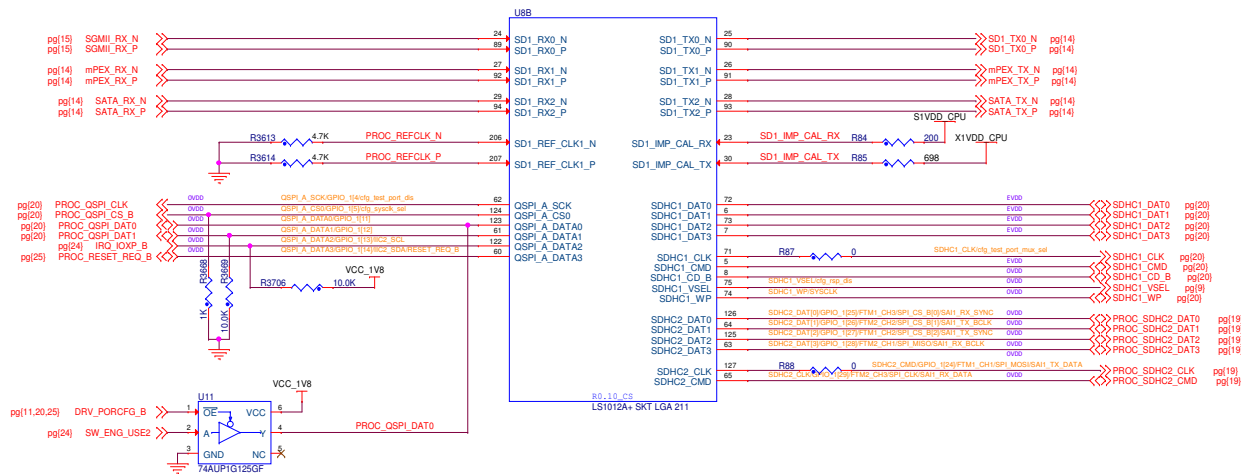 U8B
pg{15} SGMII_RX_N 24 SD1_RX0_N SD1_TX0_N 25 SD1_TX0_N pg{14}
pg{15} SGMII_RX_P 89 SD1_RX0_P SD1_TX0_P 90 SD1_TX0_P pg{14}
pg{14} mPEX_RX_N 27 SD1_RX1_N SD1_TX1_N 26 mPEX_TX_N pg{14}
pg{14} mPEX_RX_P 92 SD1_RX1_P SD1_TX1_P 91 mPEX_TX_P pg{14}
pg{14} SATA_RX_N 29 SD1_RX2_N SD1_TX2_N 28 SATA_TX_N pg{14}
pg{14} SATA_RX_P 94 SD1_RX2_P SD1_TX2_P 93 SATA_TX_P pg{14}
S1VDD_CPU
R3613 4.7K PROC_REFCLK_N 206 SD1_REF_CLK1_N SD1_IMP_CAL_RX 23 SD1_IMP_CAL_RX R84 200
X1VDD_CPU
R3614 4.7K PROC_REFCLK_P 207 SD1_REF_CLK1_P SD1_IMP_CAL_TX 30 SD1_IMP_CAL_TX R85 698
pg{20} PROC_QSPI_CLK OVDD QSPI_A_SCK/GPIO_1[4/cfg_test_port_dis 62 QSPI_A_SCK SDHC1_DAT0 72 EVDD SDHC1_DAT0 pg{20}
pg{20} PROC_QSPI_CS_B OVDD QSPI_A_CS0/GPIO_1[5]/cfg_sysclk_sel 124 QSPI_A_CS0 SDHC1_DAT1 6 EVDD SDHC1_DAT1 pg{20}
pg{20} PROC_QSPI_DAT0 OVDD QSPI_A_DATA0/GPIO_1[11] 123 QSPI_A_DATA0 SDHC1_DAT2 73 EVDD SDHC1_DAT2 pg{20}
pg{20} PROC_QSPI_DAT1 OVDD QSPI_A_DATA1/GPIO_1[12] 61 QSPI_A_DATA1 SDHC1_DAT3 7 EVDD SDHC1_DAT3 pg{20}
pg{24} IRQ_IOXP_B OVDD QSPI_A_DATA2/GPIO_1[13]/IIC2_SCL 122 QSPI_A_DATA2
pg{25} PROC_RESET_REQ_B OVDD QSPI_A_DATA3/GPIO_1[14]/IIC2_SDA/RESET_REQ_B 60 QSPI_A_DATA3
SDHC1_CLK 71 R87 0 SDHC1_CLK/cfg_test_port_mux_sel EVDD SDHC1_CLK pg{20}
SDHC1_CMD 5 EVDD SDHC1_CMD pg{20}
SDHC1_CD_B 8 OVDD SDHC1_CD_B pg{20}
SDHC1_VSEL 75 SDHC1_VSEL/cfg_rsp_dis OVDD SDHC1_VSEL pg{9}
SDHC1_WP 74 SDHC1_WP/SYSCLK OVDD SDHC1_WP pg{20}
R3668 1K
R3669 10.0K
R3706 10.0K VCC_1V8
SDHC2_DAT0 126 SDHC2_DAT[0]/GPIO_1[25]/FTM1_CH3/SPI_CS_B[0]/SAI1_RX_SYNC OVDD PROC_SDHC2_DAT0 pg{19}
SDHC2_DAT1 64 SDHC2_DAT[1]/GPIO_1[26]/FTM1_CH2/SPI_CS_B[1]/SAI1_TX_BCLK OVDD PROC_SDHC2_DAT1 pg{19}
SDHC2_DAT2 125 SDHC2_DAT[2]/GPIO_1[27]/FTM2_CH2/SPI_CS_B[2]/SAI1_TX_SYNC OVDD PROC_SDHC2_DAT2 pg{19}
SDHC2_DAT3 63 SDHC2_DAT[3]/GPIO_1[28]/FTM2_CH1/SPI_MISO/SAI1_RX_BCLK OVDD PROC_SDHC2_DAT3 pg{19}
SDHC2_CLK 127 R88 0 SDHC2_CMD/GPIO_1[24]/FTM1_CH1/SPI_MOSI/SAI1_TX_DATA OVDD PROC_SDHC2_CLK pg{19}
SDHC2_CMD 65 SDHC2_CLK/GPIO_1[29]/FTM2_CH3/SPI_CLK/SAI1_RX_DATA OVDD PROC_SDHC2_CMD pg{19}
R0.10_CS
LS1012A+ SKT LGA 211
VCC_1V8
U11
pg{11,20,25} DRV_PORCFG_B 1 OE VCC 6
pg{24} SW_ENG_USE2 2 A Y 4 PROC_QSPI_DAT0
3 GND NC 5
74AUP1G125GF